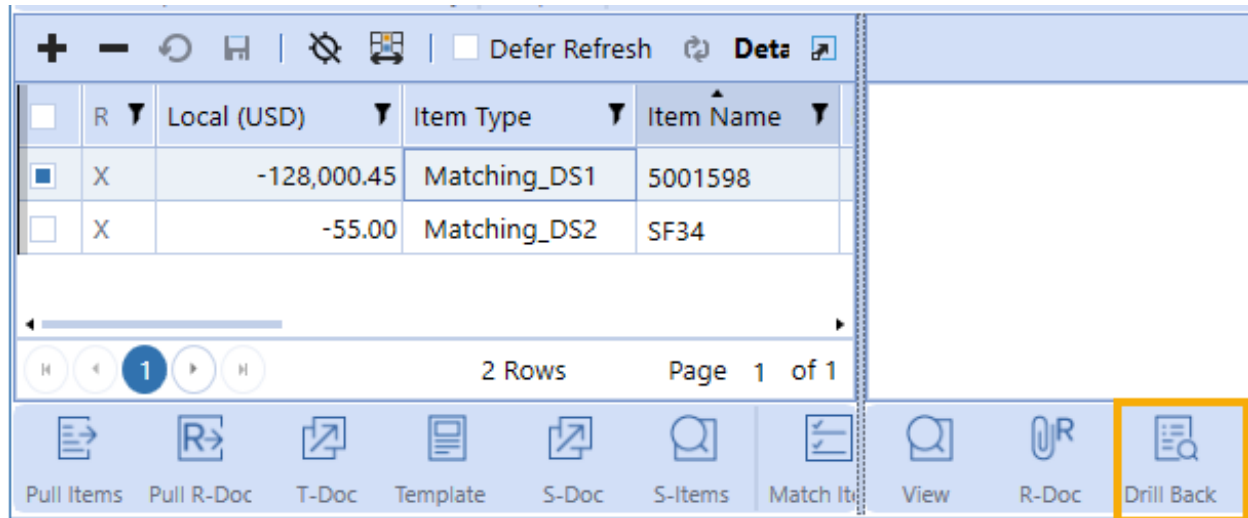 Defer Refresh Deta
R Local (USD) Item Type Item Name
X -128,000.45 Matching_DS1 5001598
X -55.00 Matching_DS2 SF34
1 2 Rows Page 1 of 1
R R
Pull Items Pull R-Doc T-Doc Template S-Doc S-Items Match Ite View R-Doc Drill Back